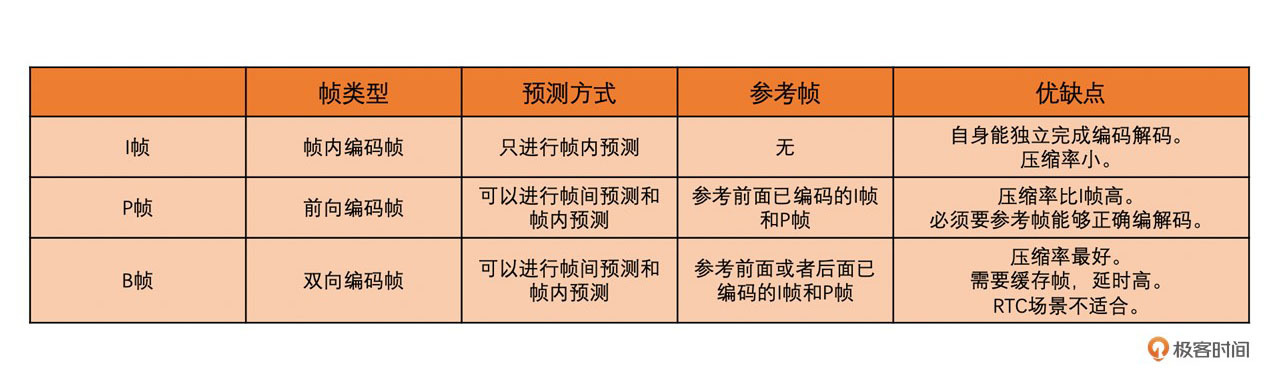 帧类型 预测方式 参考帧 优缺点
I帧 帧内编码帧 只进行帧内预测 无 自身能独立完成编码解码。
压缩率小。
P帧 前向编码帧 可以进行帧间预测和
帧内预测 参考前面已编码的I帧
和P帧 压缩率比I帧高。
必须要参考帧能够正确编解码。
B帧 双向编码帧 可以进行帧间预测和
帧内预测 参考前面或者后面已
编码的I帧和P帧 压缩率最好。
需要缓存帧，延时高。
RTC场景不适合。
极客时间